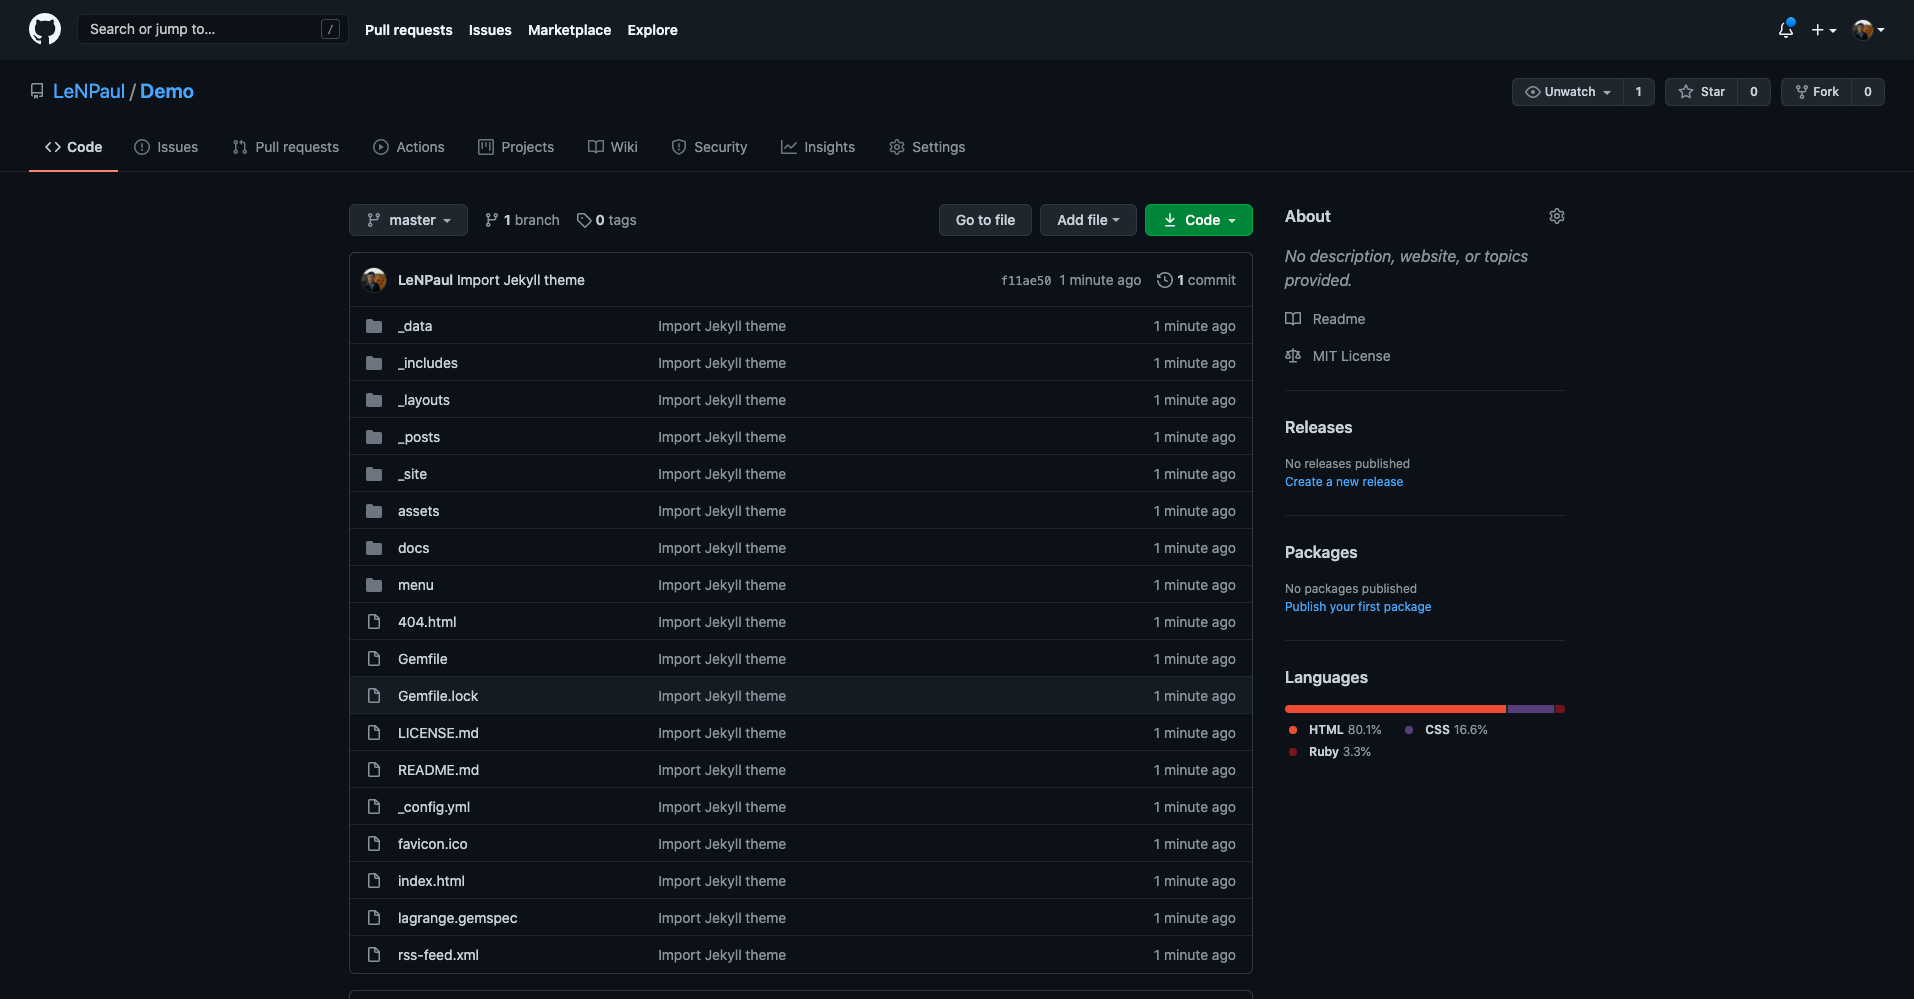 Search or jump to... /
Pull requests Issues Marketplace Explore
LeNPaul / Demo
Unwatch 1 Star 0 Fork 0
Code Issues Pull requests Actions Projects Wiki Security Insights Settings
master 1 branch 0 tags Go to file Add file Code
LeNPaul Import Jekyll theme f11ae50 1 minute ago 1 commit
_data Import Jekyll theme 1 minute ago
_includes Import Jekyll theme 1 minute ago
_layouts Import Jekyll theme 1 minute ago
_posts Import Jekyll theme 1 minute ago
_site Import Jekyll theme 1 minute ago
assets Import Jekyll theme 1 minute ago
docs Import Jekyll theme 1 minute ago
menu Import Jekyll theme 1 minute ago
404.html Import Jekyll theme 1 minute ago
Gemfile Import Jekyll theme 1 minute ago
Gemfile.lock Import Jekyll theme 1 minute ago
LICENSE.md Import Jekyll theme 1 minute ago
README.md Import Jekyll theme 1 minute ago
_config.yml Import Jekyll theme 1 minute ago
favicon.ico Import Jekyll theme 1 minute ago
index.html Import Jekyll theme 1 minute ago
lagrange.gemspec Import Jekyll theme 1 minute ago
rss-feed.xml Import Jekyll theme 1 minute ago
About
No description, website, or topics
provided.
Readme
MIT License
Releases
No releases published
Create a new release
Packages
No packages published
Publish your first package
Languages
HTML 80.1% CSS 16.6%
Ruby 3.3%